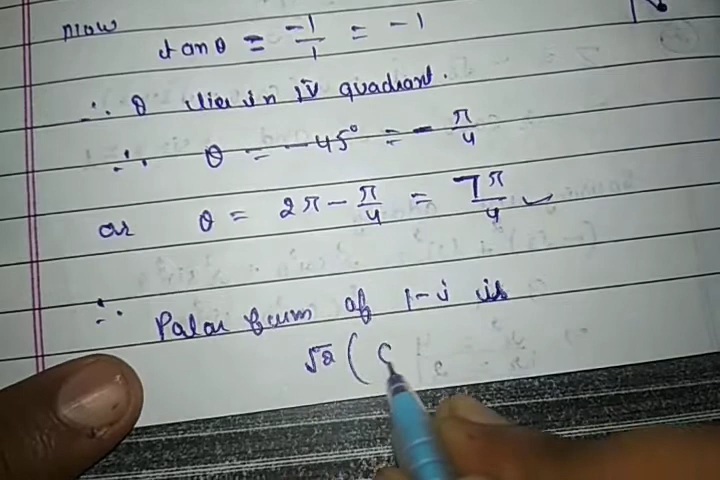 Now
tan θ = -1/1 = -1
∴ θ lies in IV quadrant.
∴ θ = -45° = -π/4
or θ = 2π - π/4 = 7π/4
∴ Polar form of 1-i is
√2 ( C